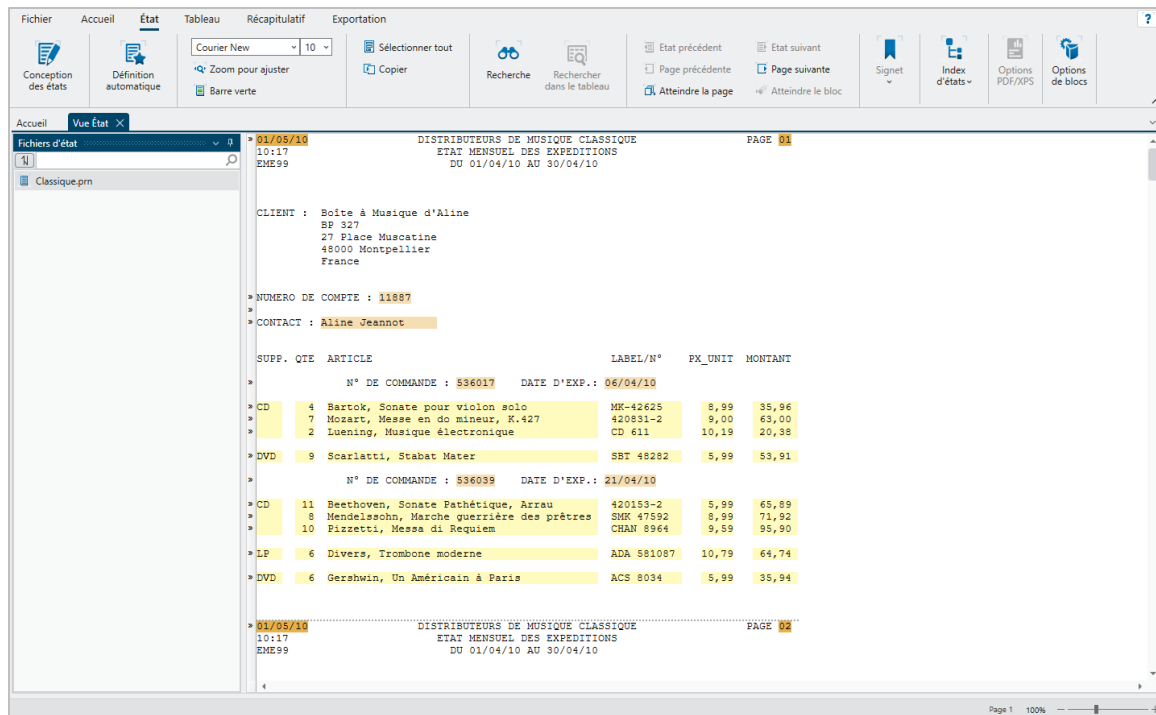 Fichier Accueil État Tableau Récapitulatif Exportation ?
Courier New 10
Sélectionner tout
Etat précédent Etat suivant
Zoom pour ajuster
Copier
Page précédente Page suivante
Barre verte
Atteindre la page Atteindre le bloc
Conception des états
Définition automatique
Recherche
Rechercher dans le tableau
Signet
Index d'états
Options PDF/XPS
Options de blocs
Accueil Vue État
Fichiers d'état
Classique.prn
» 01/05/10 DISTRIBUTEURS DE MUSIQUE CLASSIQUE PAGE 01
10:17 ETAT MENSUEL DES EXPEDITIONS
EME99 DU 01/04/10 AU 30/04/10
CLIENT : Boîte à Musique d'Aline
BP 327
27 Place Muscatine
48000 Montpellier
France
» NUMERO DE COMPTE : 11887
»
» CONTACT : Aline Jeannot
SUPP. QTE ARTICLE LABEL/N° PX_UNIT MONTANT
» N° DE COMMANDE : 536017 DATE D'EXP.: 06/04/10
» CD 4 Bartok, Sonate pour violon solo MK-42625 8,99 35,96
» 7 Mozart, Messe en do mineur, K.427 420831-2 9,00 63,00
» 2 Luening, Musique électronique CD 611 10,19 20,38
» DVD 9 Scarlatti, Stabat Mater SBT 48282 5,99 53,91
» N° DE COMMANDE : 536039 DATE D'EXP.: 21/04/10
» CD 11 Beethoven, Sonate Pathétique, Arrau 420153-2 5,99 65,89
» 8 Mendelssohn, Marche guerrière des prêtres SMK 47592 8,99 71,92
» 10 Pizzetti, Messa di Requiem CHAN 8964 9,59 95,90
» LP 6 Divers, Trombone moderne ADA 581087 10,79 64,74
» DVD 6 Gershwin, Un Américain à Paris ACS 8034 5,99 35,94
» 01/05/10 DISTRIBUTEURS DE MUSIQUE CLASSIQUE PAGE 02
10:17 ETAT MENSUEL DES EXPEDITIONS
EME99 DU 01/04/10 AU 30/04/10
Page 1 100%